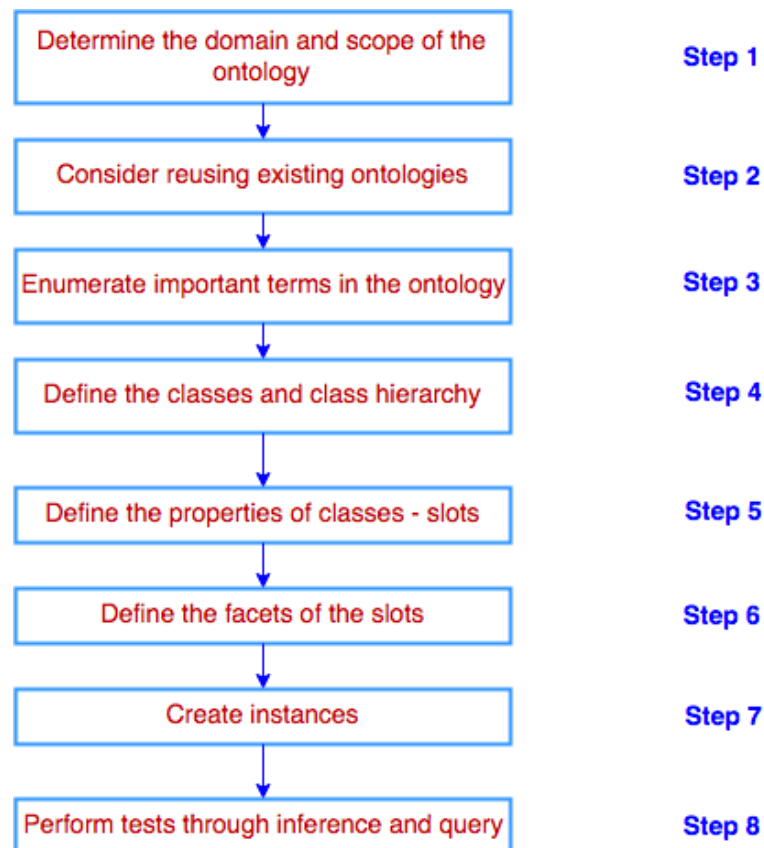 Determine the domain and scope of the
ontology
Step 1
Consider reusing existing ontologies
Step 2
Enumerate important terms in the ontology
Step 3
Define the classes and class hierarchy
Step 4
Define the properties of classes - slots
Step 5
Define the facets of the slots
Step 6
Create instances
Step 7
Perform tests through inference and query
Step 8